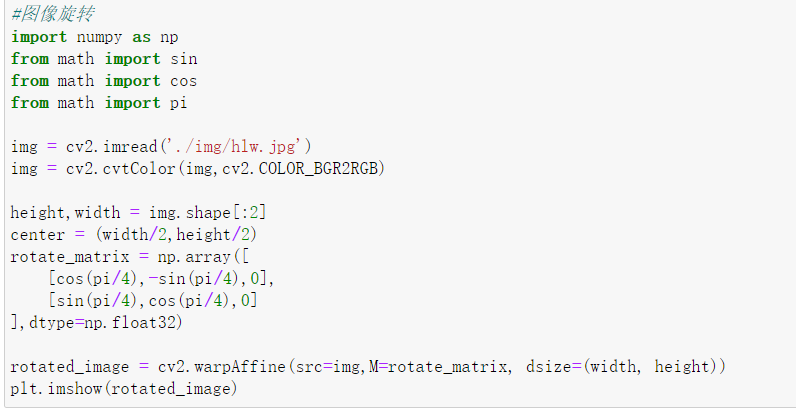 #图像旋转
import numpy as np
from math import sin
from math import cos
from math import pi
img = cv2.imread('./img/hlw.jpg')
img = cv2.cvtColor(img,cv2.COLOR_BGR2RGB)
height,width = img.shape[:2]
center = (width/2,height/2)
rotate_matrix = np.array([
    [cos(pi/4),-sin(pi/4),0],
    [sin(pi/4),cos(pi/4),0]
],dtype=np.float32)
rotated_image = cv2.warpAffine(src=img,M=rotate_matrix, dsize=(width, height))
plt.imshow(rotated_image)